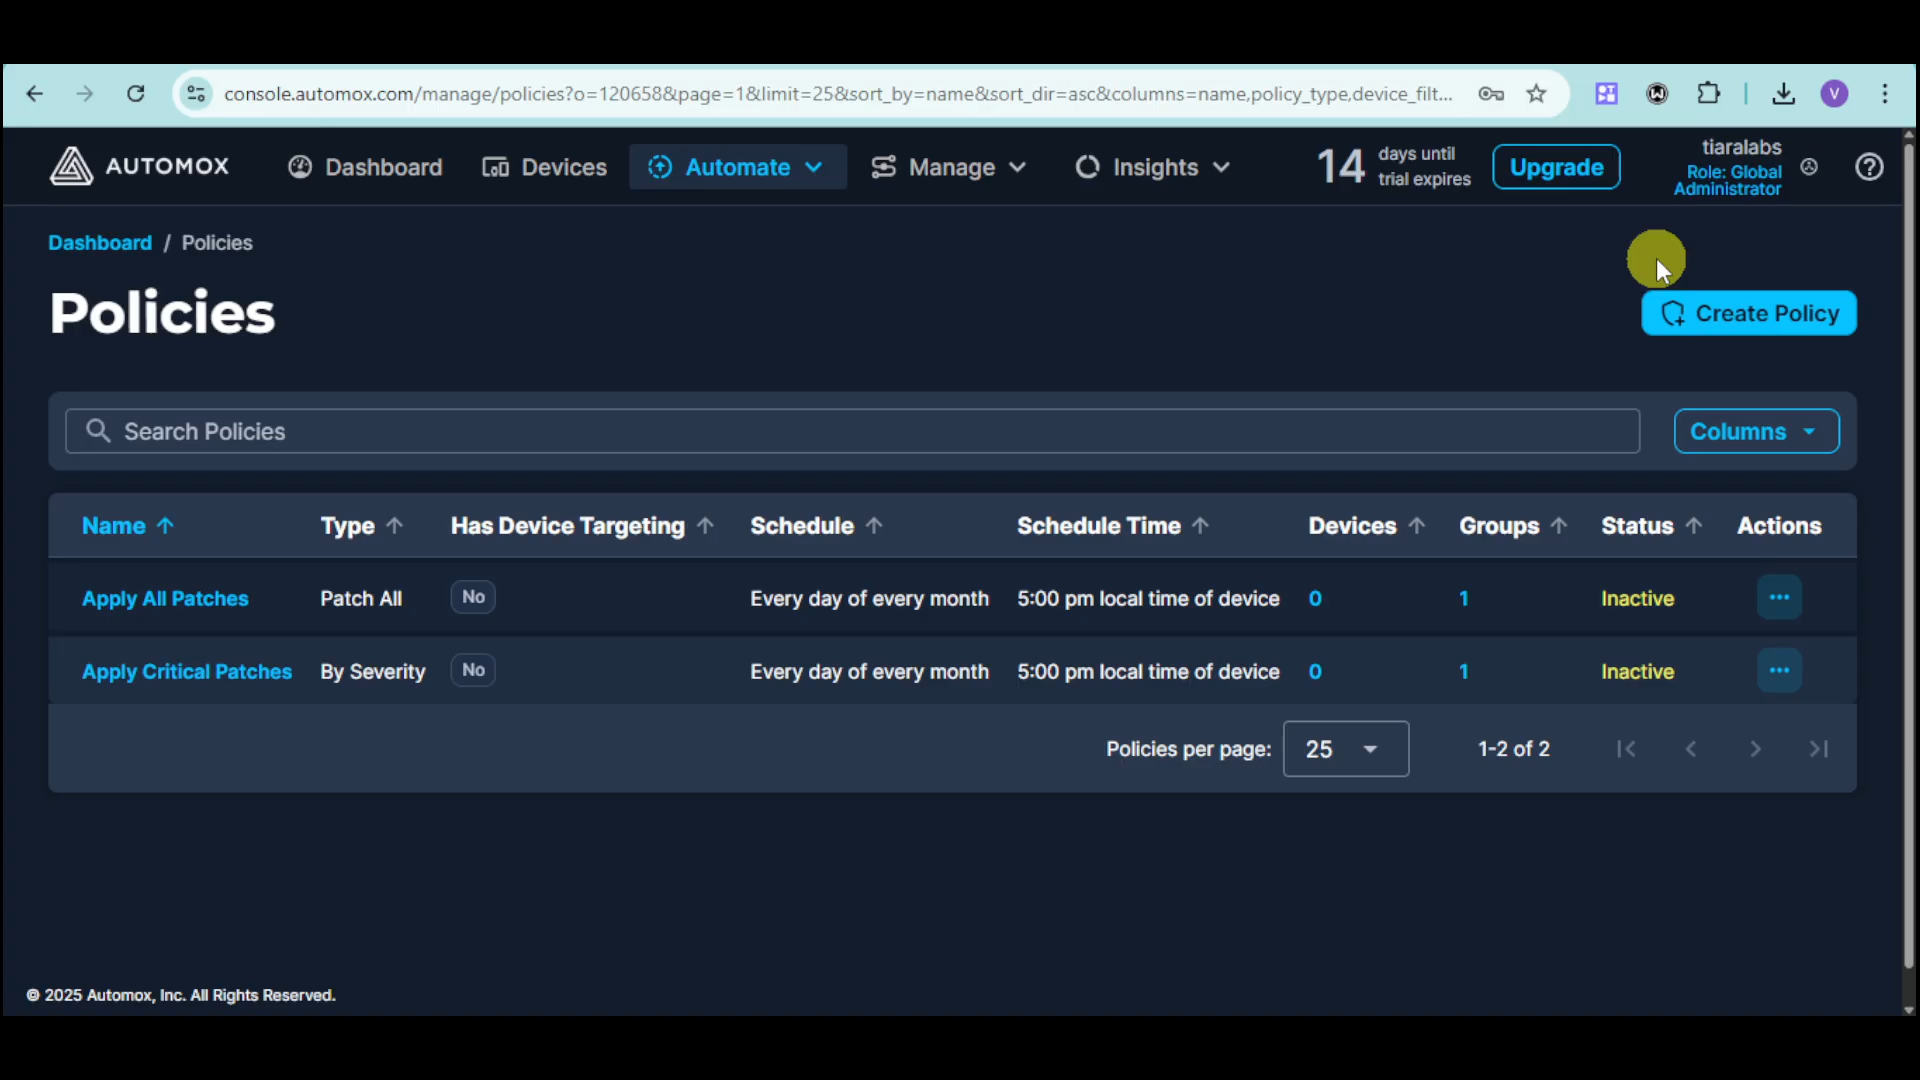 console.automox.com/manage/policies?o=120658&page=1&limit=25&sort_by=name&sort_dir=asc&columns=name,policy_type,device_filt...
V
AUTOMOX
Dashboard
Devices
Automate
Manage
Insights
14
days until
trial expires
Upgrade
tiaralabs
Role: Global
Administrator
Dashboard / Policies
Policies
Create Policy
Search Policies
Columns
Name Type Has Device Targeting Schedule Schedule Time Devices Groups Status Actions
Apply All Patches Patch All No Every day of every month 5:00 pm local time of device 0 1 Inactive
Apply Critical Patches By Severity No Every day of every month 5:00 pm local time of device 0 1 Inactive
Policies per page: 25 1-2 of 2
© 2025 Automox, Inc. All Rights Reserved.